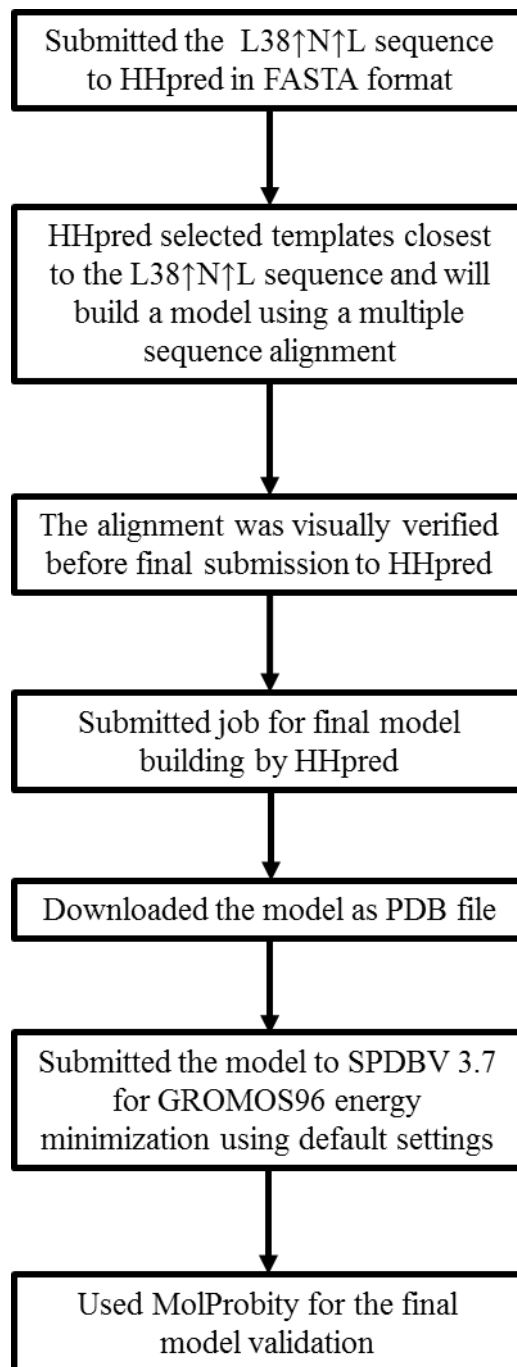 Submitted the L38↑N↑L sequence
to HHpred in FASTA format
HHpred selected templates closest
to the L38↑N↑L sequence and will
build a model using a multiple
sequence alignment
The alignment was visually verified
before final submission to HHpred
Submitted job for final model
building by HHpred
Downloaded the model as PDB file
Submitted the model to SPDBV 3.7
for GROMOS96 energy
minimization using default settings
Used MolProbity for the final
model validation